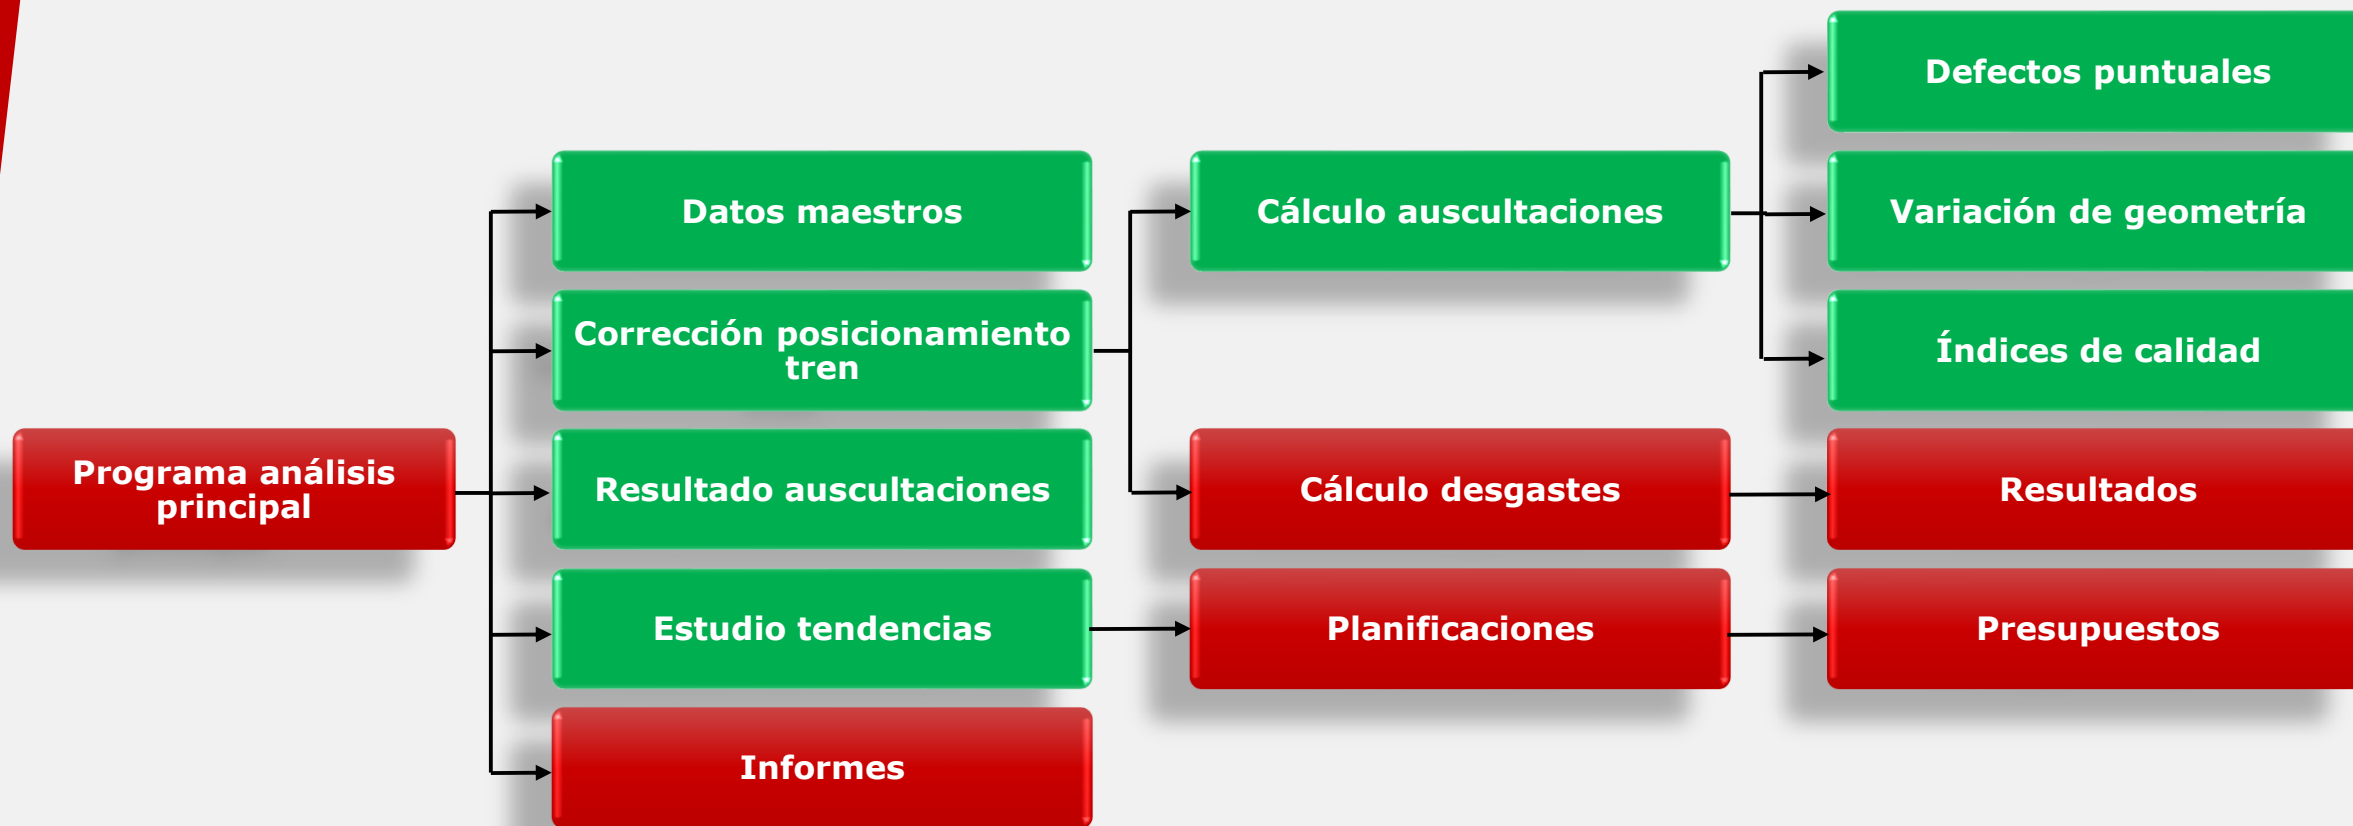 Defectos puntuales
Datos maestros
Cálculo auscultaciones
Variación de geometría
Corrección posicionamiento
tren
Índices de calidad
Programa análisis
principal
Resultado auscultaciones
Cálculo desgastes
Resultados
Estudio tendencias
Planificaciones
Presupuestos
Informes